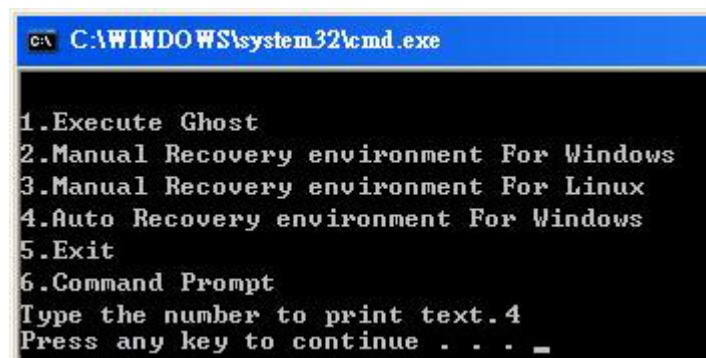 C:\WINDOWS\system32\cmd.exe
1.Execute Ghost
2.Manual Recovery environment For Windows
3.Manual Recovery environment For Linux
4.Auto Recovery environment For Windows
5.Exit
6.Command Prompt
Type the number to print text.4
Press any key to continue . . . _